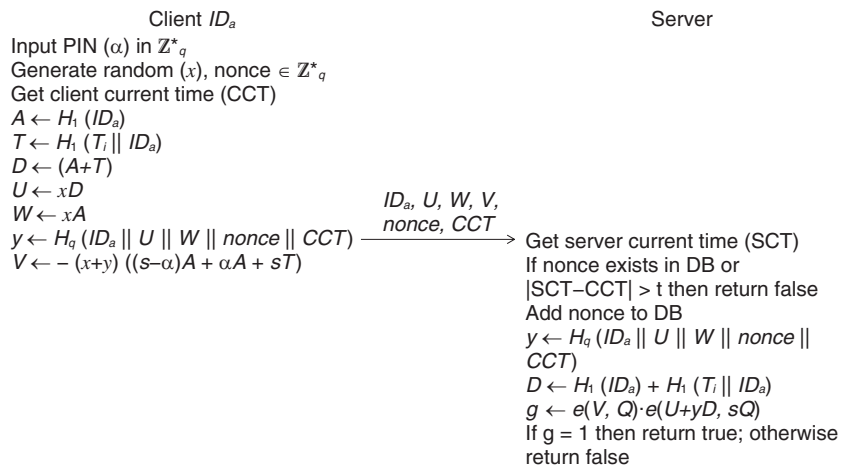 Client IDₐ
Server
Input PIN (α) in ℤ*q
Generate random (x), nonce ∈ ℤ*q
Get client current time (CCT)
A ← H₁ (IDₐ)
T ← H₁ (Tᵢ || IDₐ)
D ← (A+T)
U ← xD
W ← xA
y ← Hq (IDₐ || U || W || nonce || CCT)
V ← − (x+y) ((s−α)A + αA + sT)
IDₐ, U, W, V,
nonce, CCT
Get server current time (SCT)
If nonce exists in DB or
|SCT−CCT| > t then return false
Add nonce to DB
y ← Hq (IDₐ || U || W || nonce ||
CCT)
D ← H₁ (IDₐ) + H₁ (Tᵢ || IDₐ)
g ← e(V, Q)·e(U+yD, sQ)
If g = 1 then return true; otherwise
return false